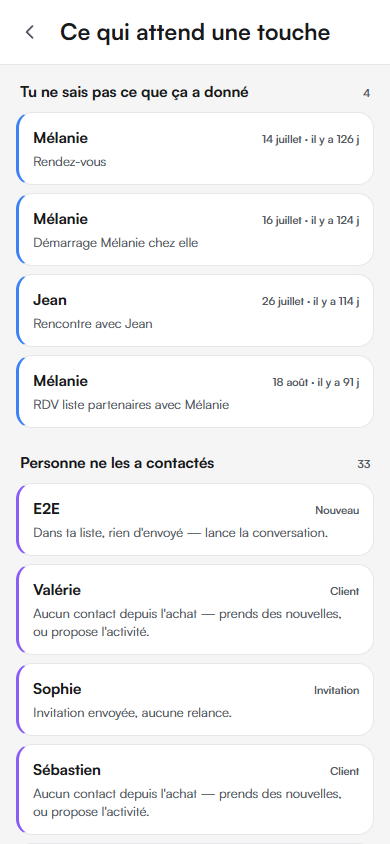 Ce qui attend une touche
Tu ne sais pas ce que ça a donné 4
Mélanie 14 juillet · il y a 126 j
Rendez-vous
Mélanie 16 juillet · il y a 124 j
Démarrage Mélanie chez elle
Jean 26 juillet · il y a 114 j
Rencontre avec Jean
Mélanie 18 août · il y a 91 j
RDV liste partenaires avec Mélanie
Personne ne les a contactés 33
E2E Nouveau
Dans ta liste, rien d'envoyé — lance la conversation.
Valérie Client
Aucun contact depuis l'achat — prends des nouvelles,
ou propose l'activité.
Sophie Invitation
Invitation envoyée, aucune relance.
Sébastien Client
Aucun contact depuis l'achat — prends des nouvelles,
ou propose l'activité.